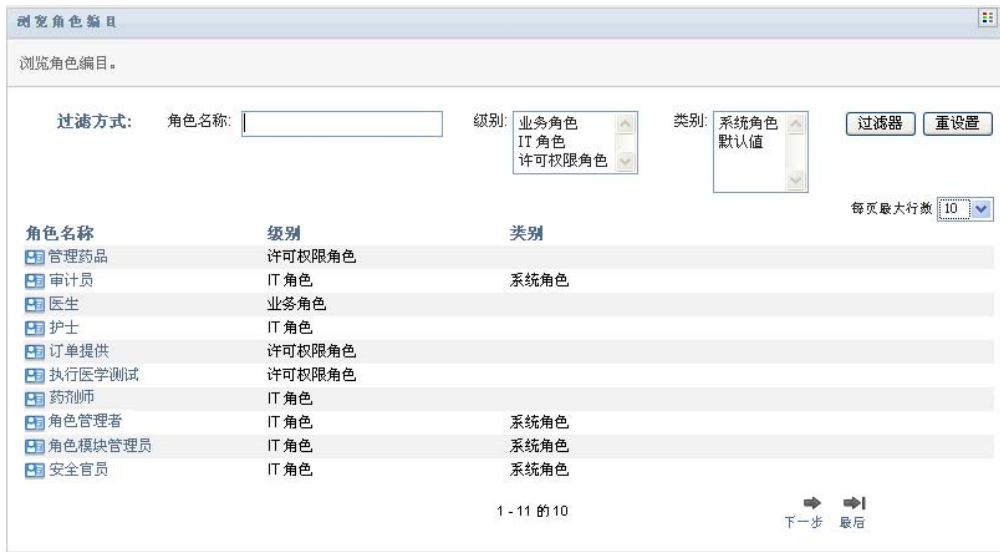 浏览角色编目
浏览角色编目。
过滤方式: 角色名称: 级别: 业务角色 IT 角色 许可权限角色 类别: 系统角色 默认值 过滤器 重设置
每页最大行数 10
角色名称 级别 类别
管理药品 许可权限角色
审计员 IT 角色 系统角色
医生 业务角色
护士 IT 角色
订单提供 许可权限角色
执行医学测试 许可权限角色
药剂师 IT 角色
角色管理者 IT 角色 系统角色
角色模块管理员 IT 角色 系统角色
安全官员 IT 角色 系统角色
1 - 11 的 10 下一步 最后